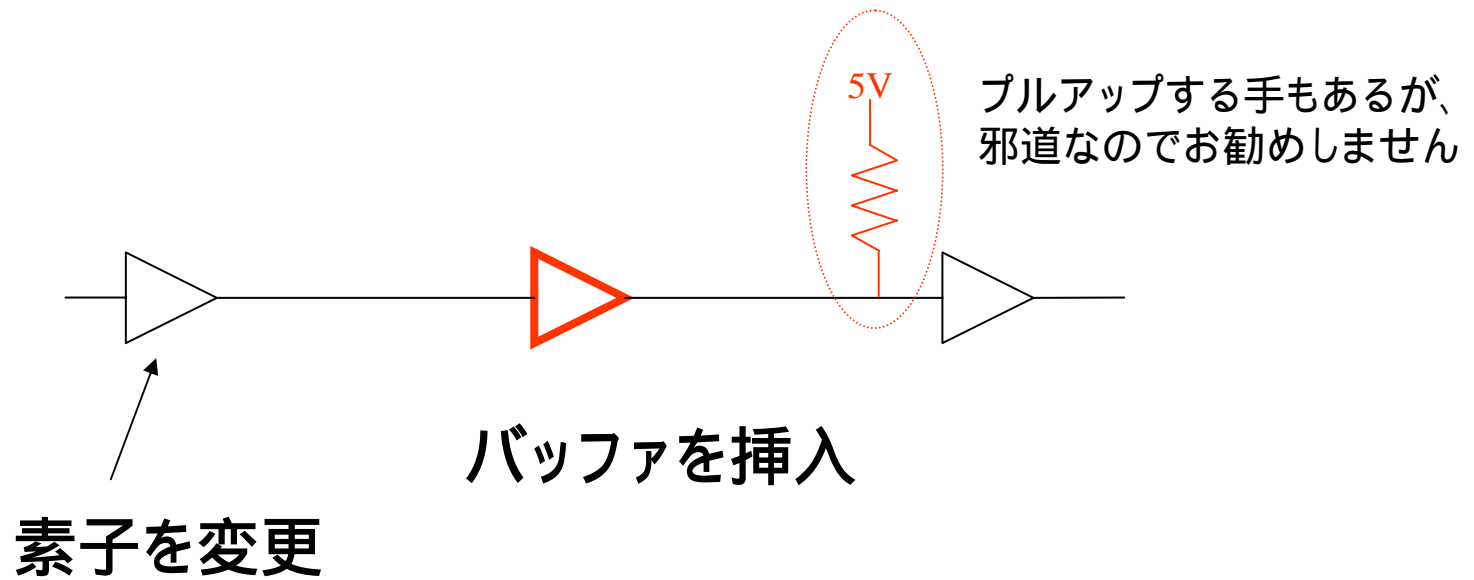 5V
プルアップする手もあるが、
邪道なのでお勧めしません
バッファを挿入
素子を変更